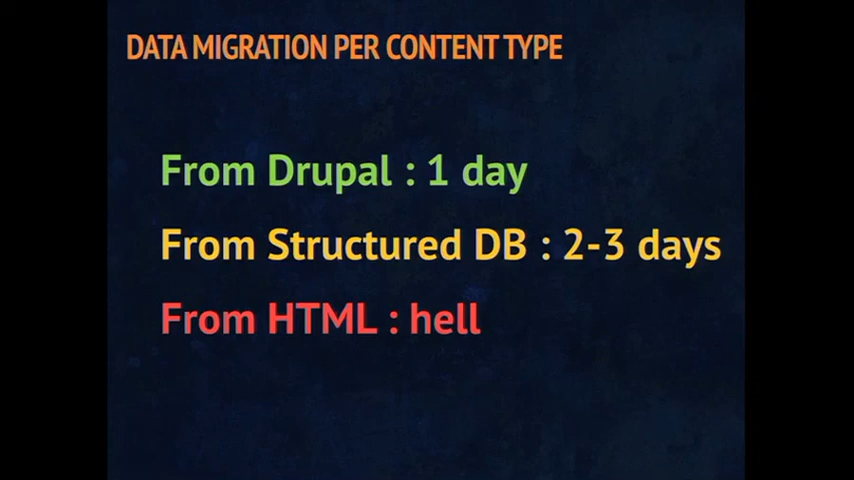 DATA MIGRATION PER CONTENT TYPE
From Drupal : 1 day
From Structured DB : 2-3 days
From HTML : hell